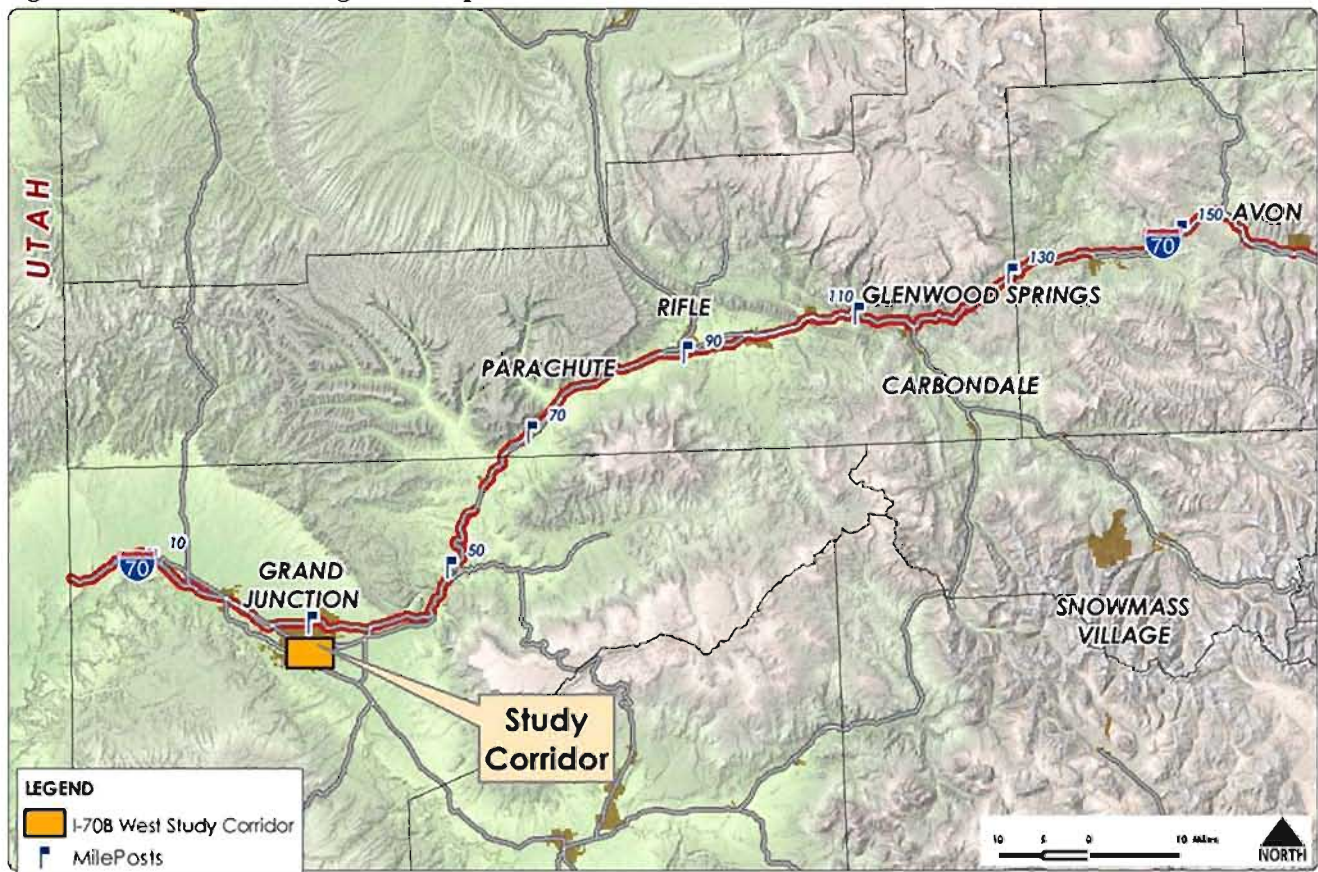 UTAH
AVON
150
70
130
110
GLENWOOD SPRINGS
RIFLE
90
PARACHUTE
CARBONDALE
70
50
10
70
GRAND
JUNCTION
SNOWMASS
VILLAGE
Study
Corridor
LEGEND
I-70B West Study Corridor
MilePosts
10 5 0 10 Miles
NORTH